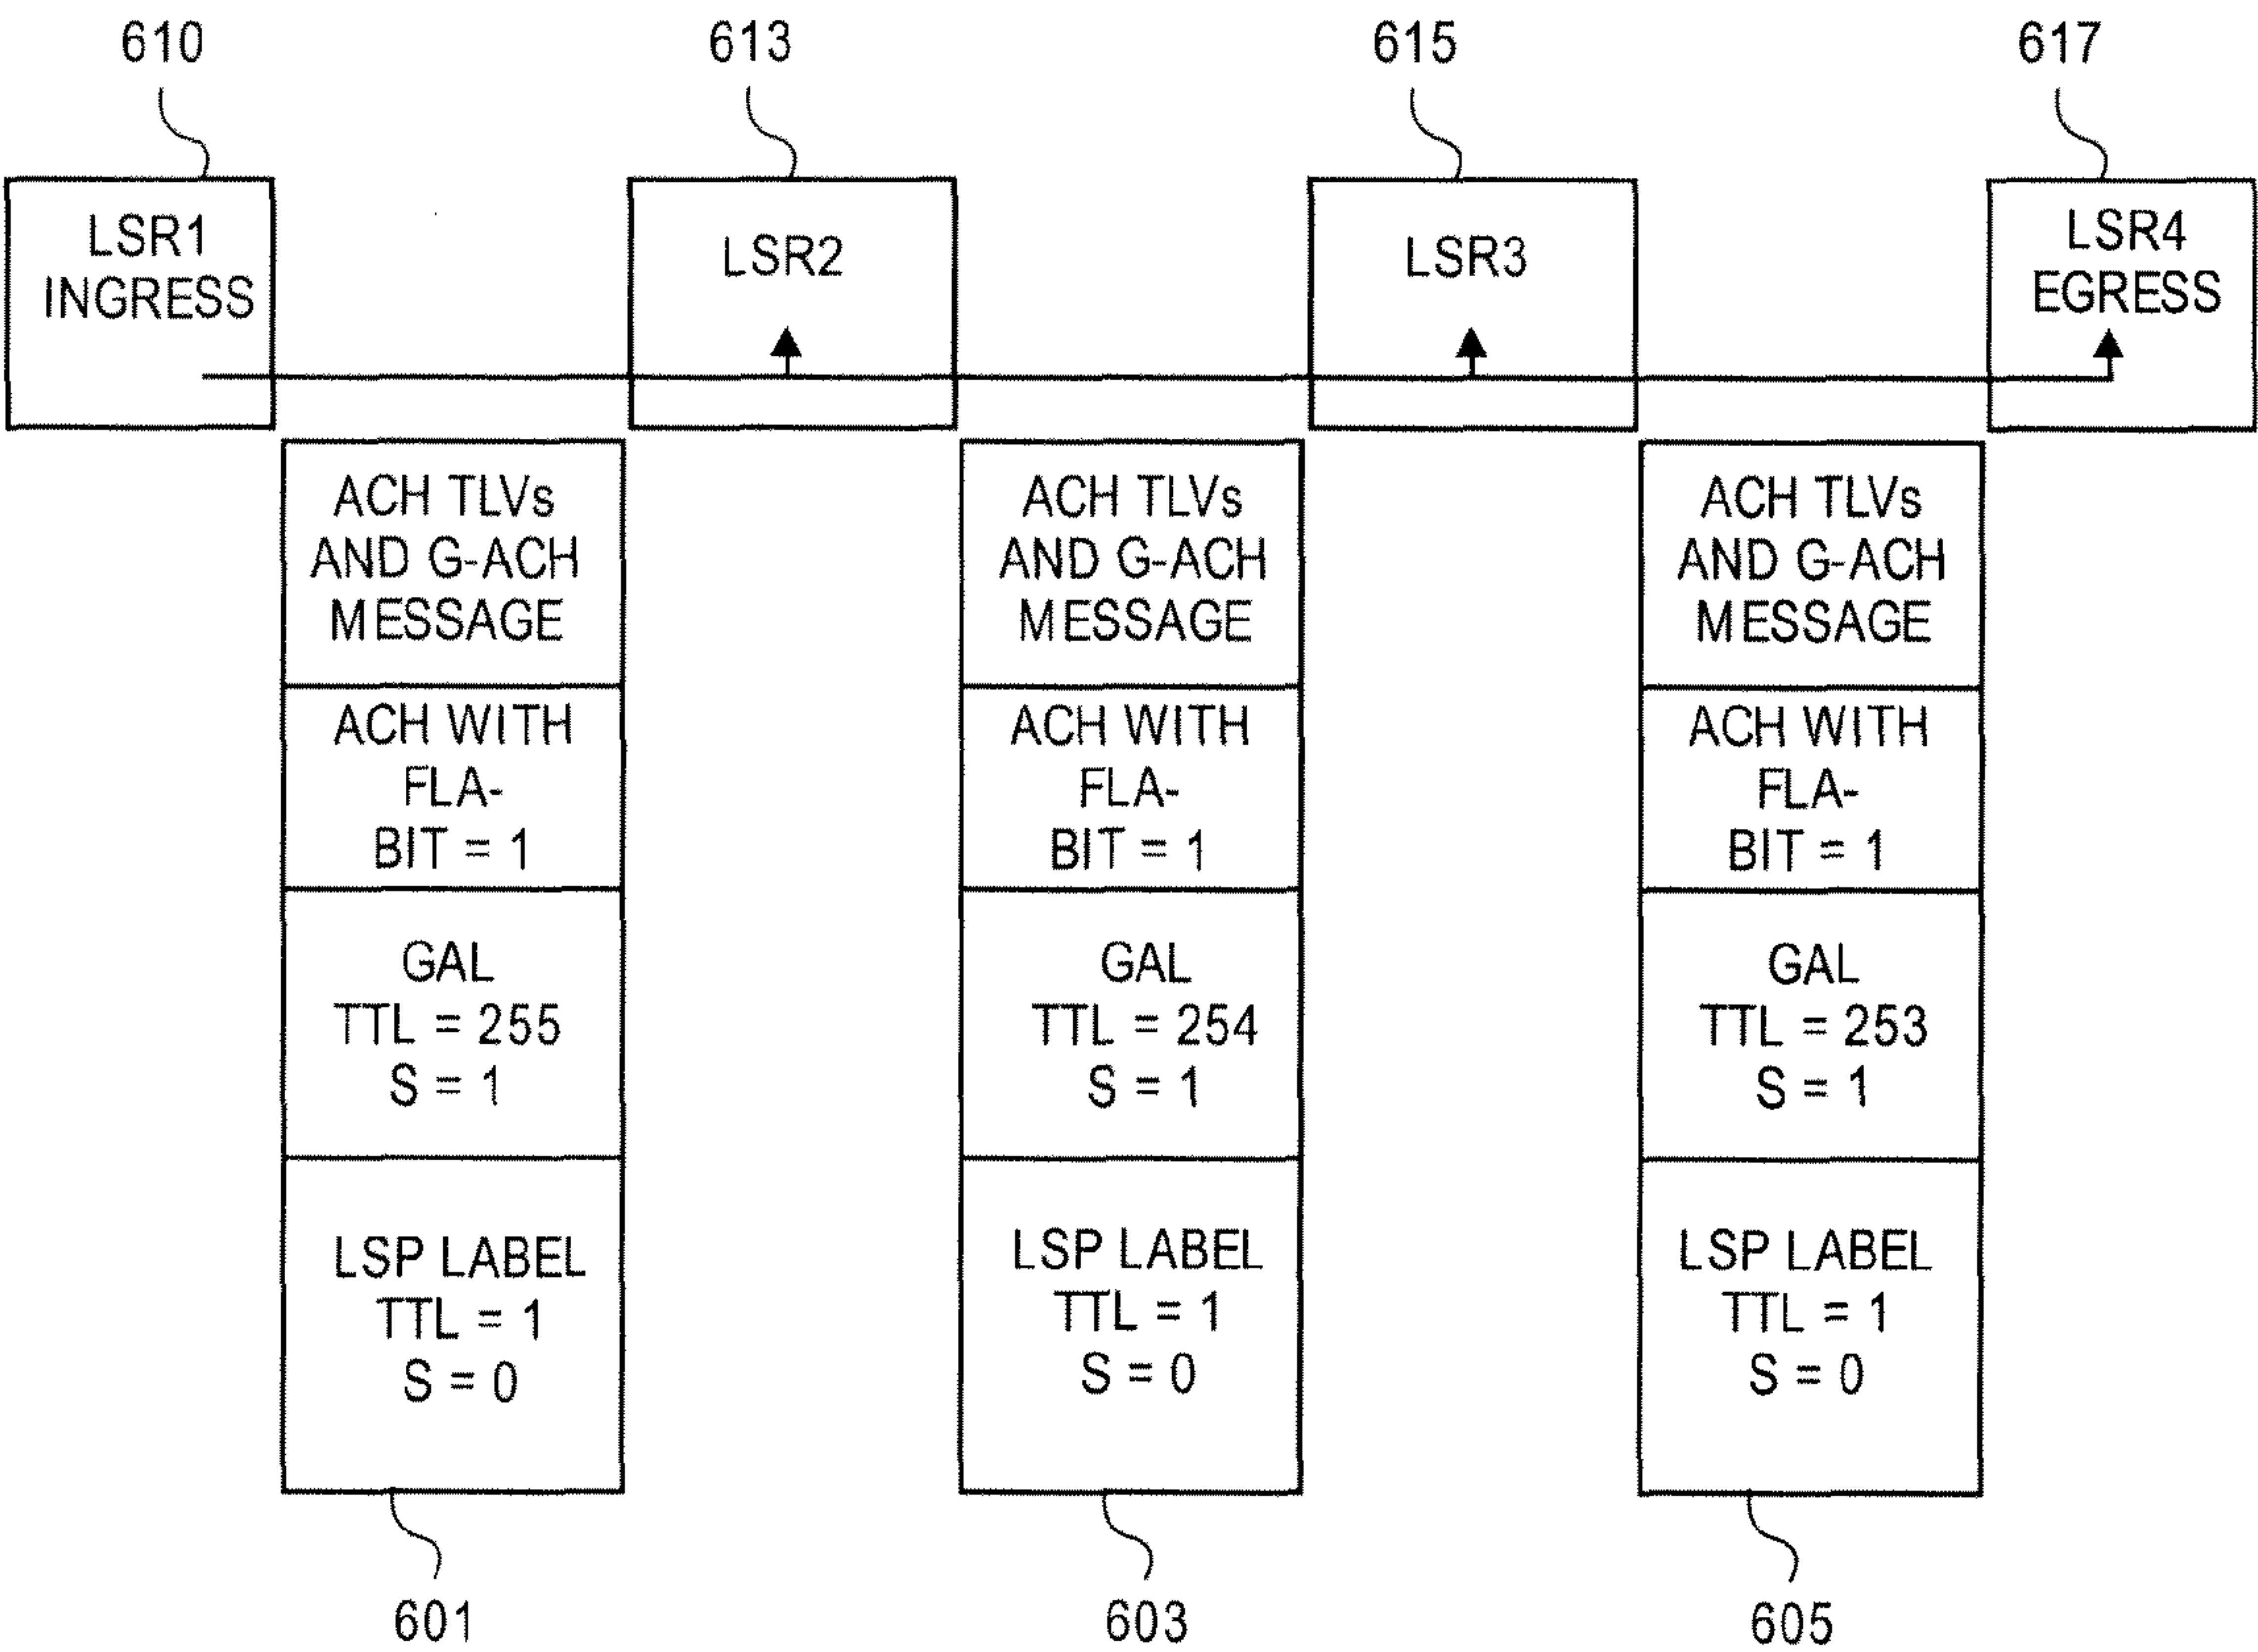 610
613
615
617
LSR1
INGRESS
LSR2
LSR3
LSR4
EGRESS
ACH TLVs
AND G-ACH
MESSAGE
ACH WITH
FLA-
BIT = 1
GAL
TTL = 255
S = 1
LSP LABEL
TTL = 1
S = 0
601
ACH TLVs
AND G-ACH
MESSAGE
ACH WITH
FLA-
BIT = 1
GAL
TTL = 254
S = 1
LSP LABEL
TTL = 1
S = 0
603
ACH TLVs
AND G-ACH
MESSAGE
ACH WITH
FLA-
BIT = 1
GAL
TTL = 253
S = 1
LSP LABEL
TTL = 1
S = 0
605